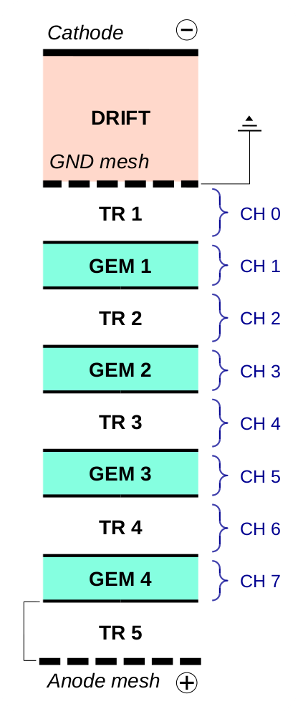 Cathode −
DRIFT
GND mesh
TR 1 CH 0
GEM 1 CH 1
TR 2 CH 2
GEM 2 CH 3
TR 3 CH 4
GEM 3 CH 5
TR 4 CH 6
GEM 4 CH 7
TR 5
Anode mesh +